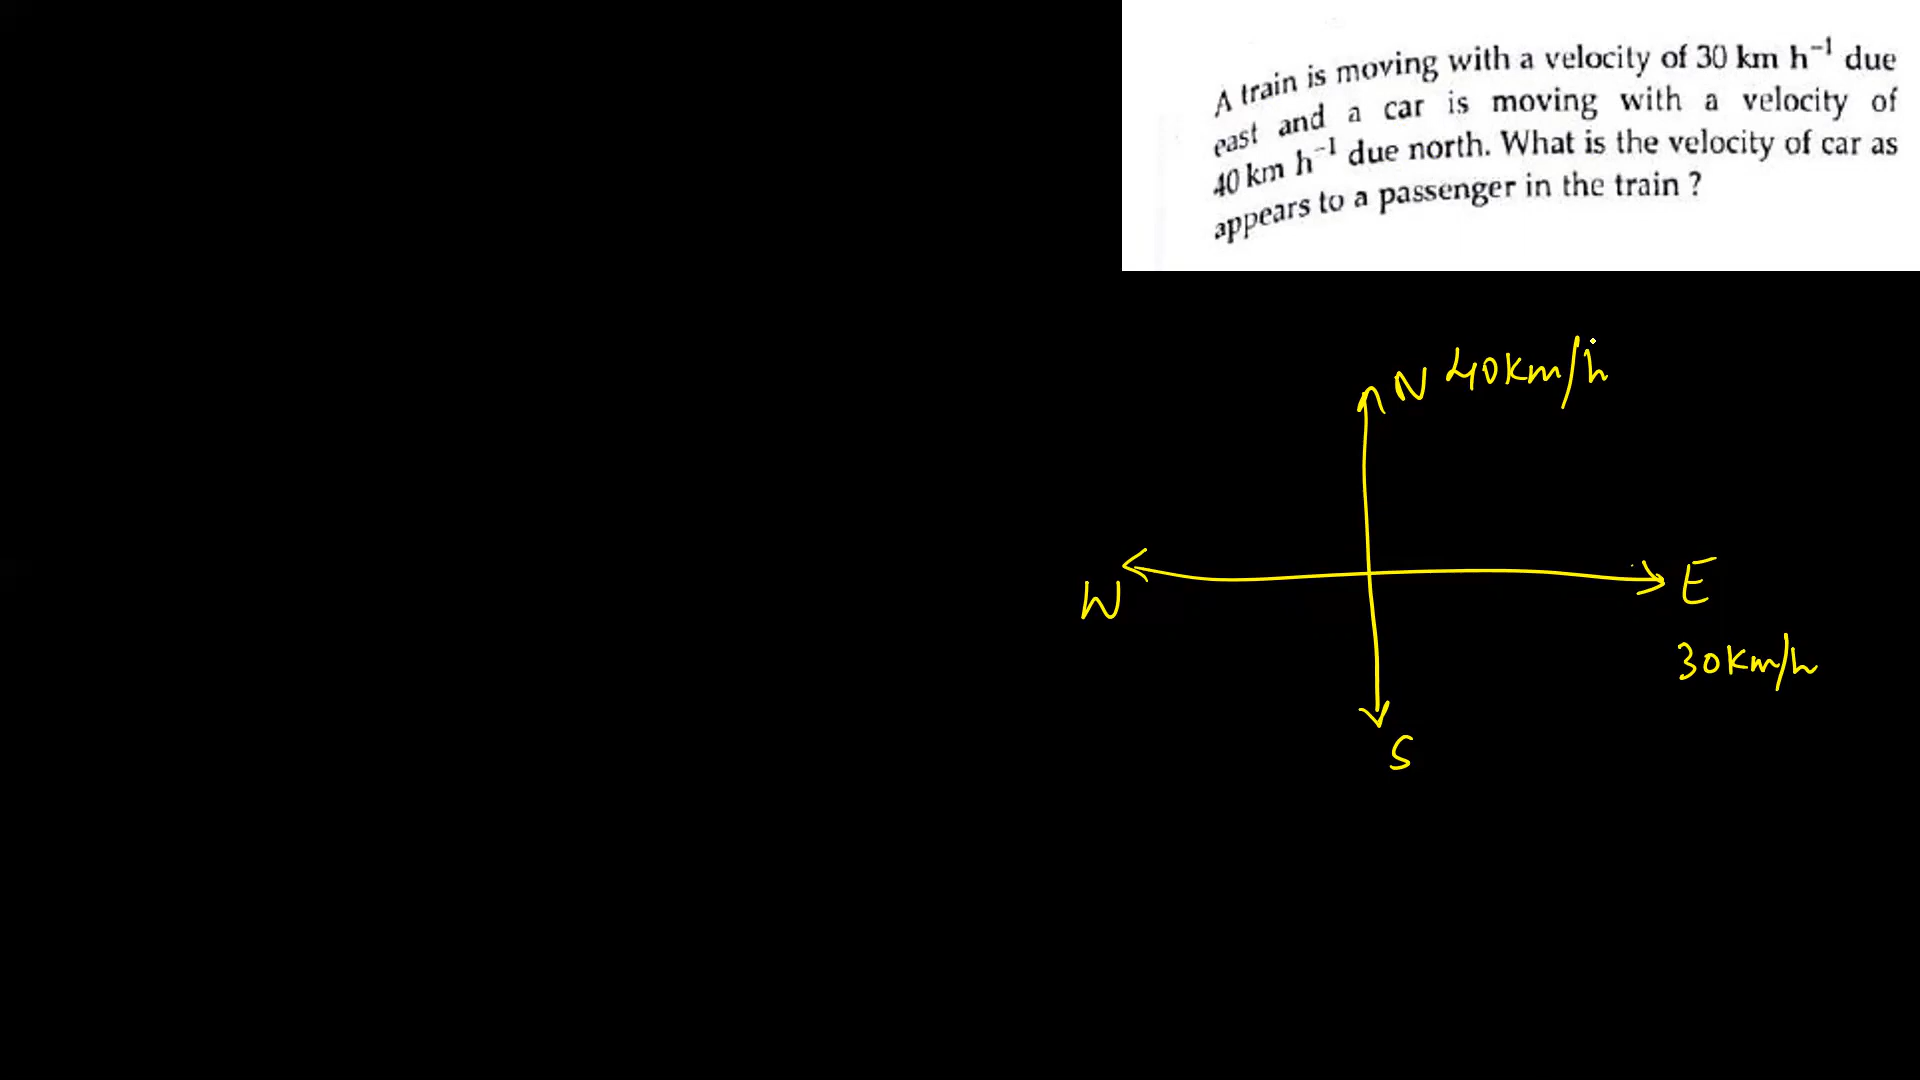 A train is moving with a velocity of 30 km h⁻¹ due
east and a car is moving with a velocity of
40 km h⁻¹ due north. What is the velocity of car as
appears to a passenger in the train ?
N 40km/h
W
E
30km/h
S